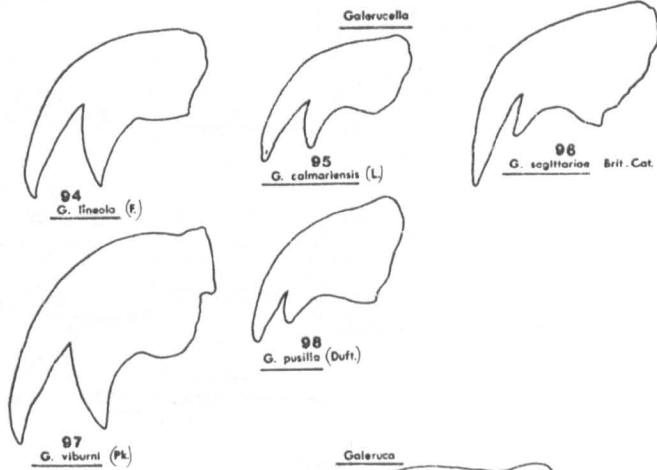 Galerucella
94
G. lineola (F.)
95
G. calmariensis (L.)
96
G. sagittariae Brit. Cat.
97
G. viburni (Pk.)
98
G. pusilla (Duft.)
Galeruca